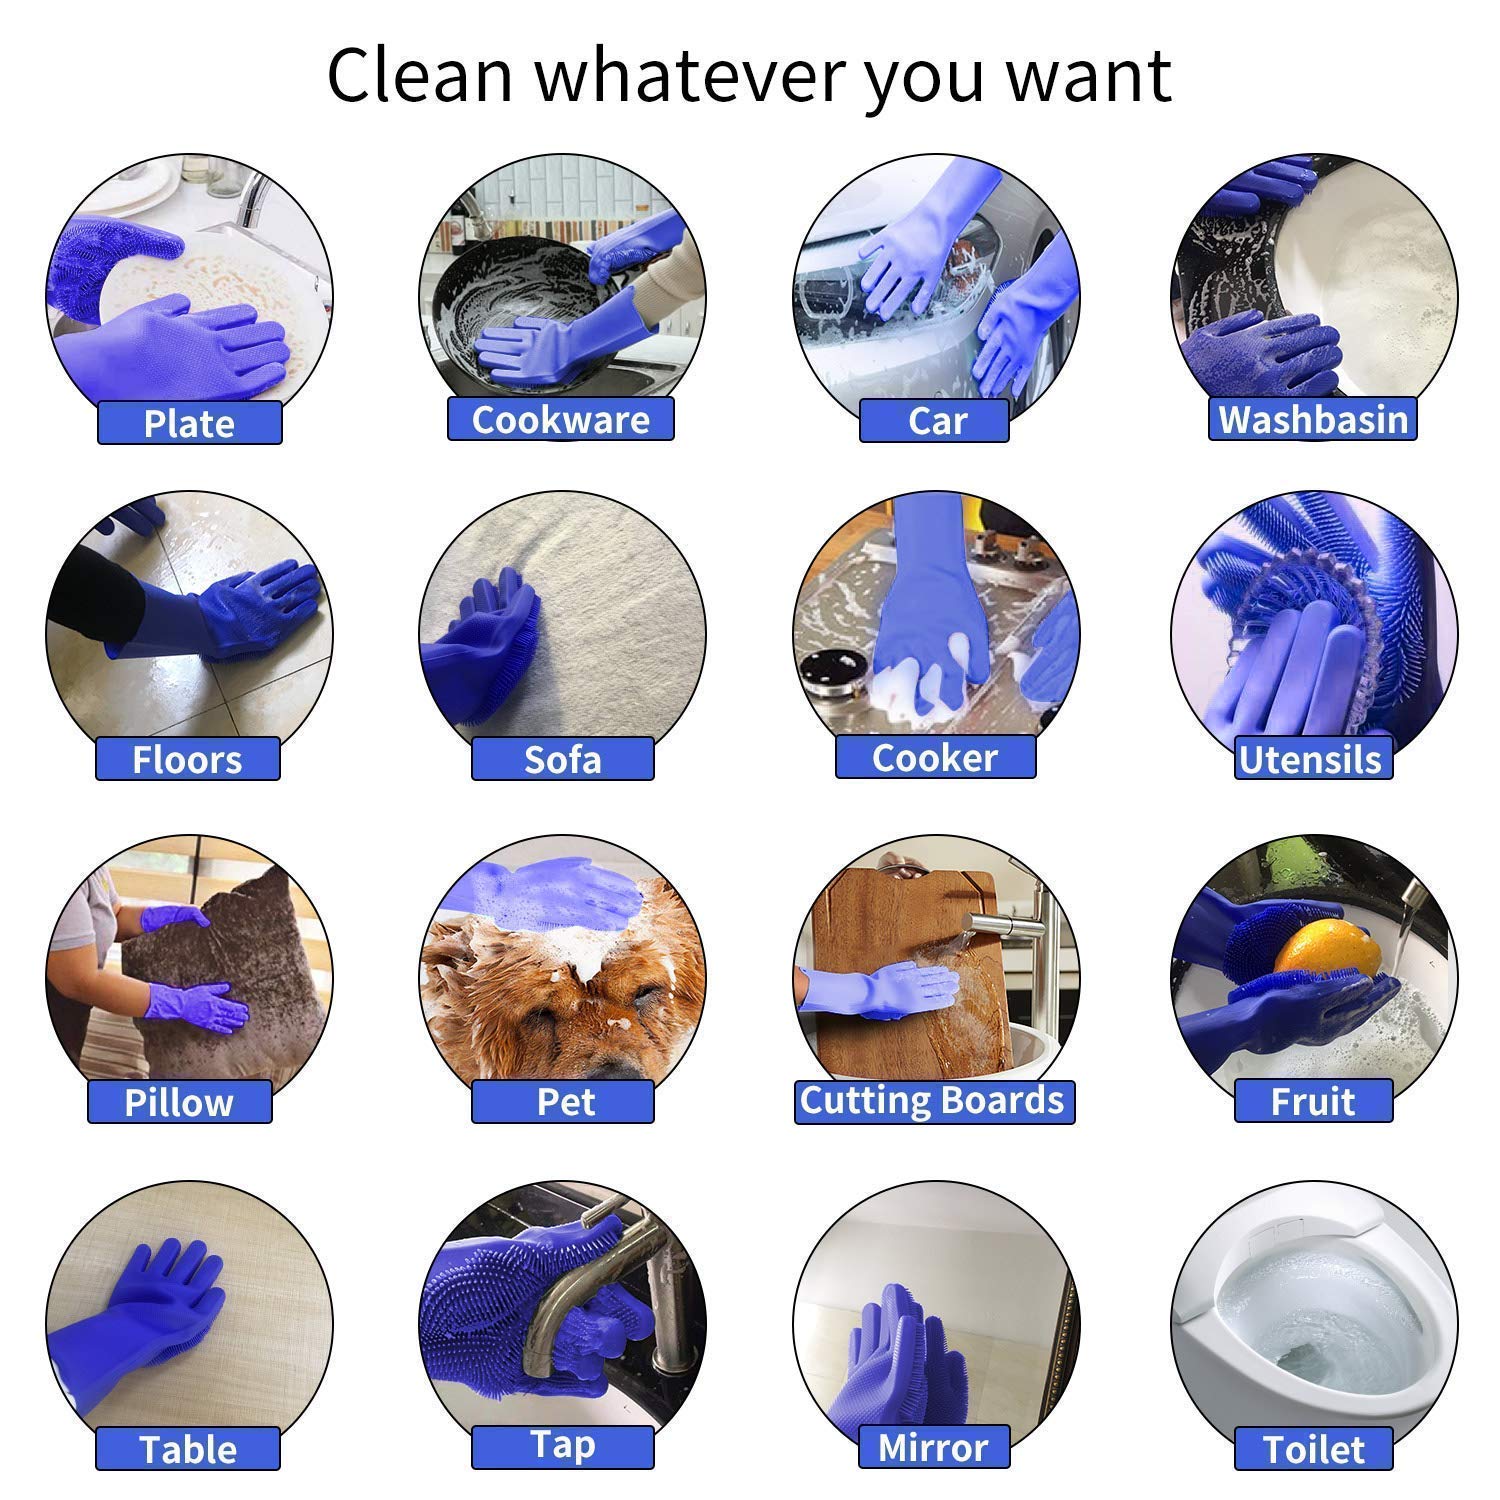 Clean whatever you want
Plate
Cookware
Car
Washbasin
Floors
Sofa
Cooker
Utensils
Pillow
Pet
Cutting Boards
Fruit
Table
Tap
Mirror
Toilet